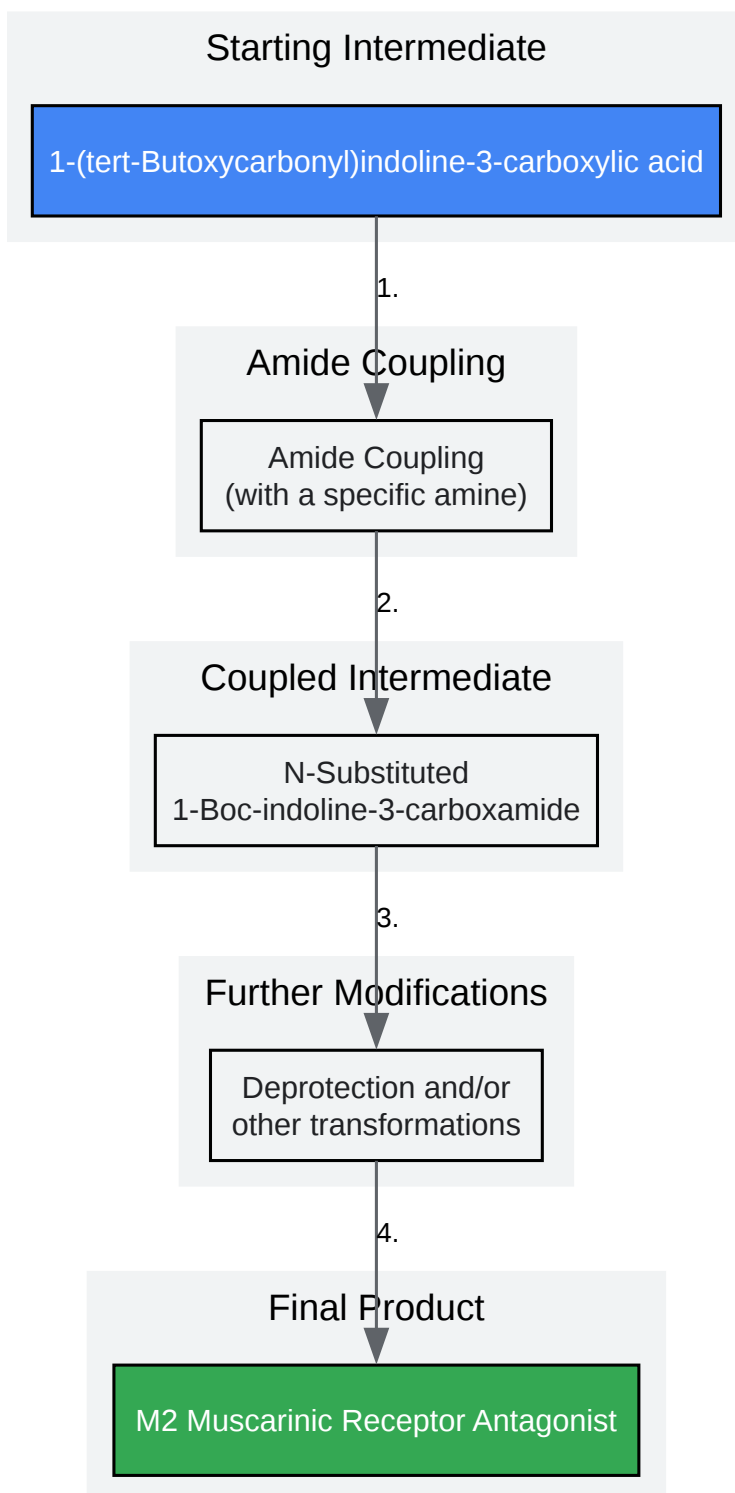 Starting Intermediate
1-(tert-Butoxycarbonyl)indoline-3-carboxylic acid
1.
Amide Coupling
Amide Coupling
(with a specific amine)
2.
Coupled Intermediate
N-Substituted
1-Boc-indoline-3-carboxamide
3.
Further Modifications
Deprotection and/or
other transformations
4.
Final Product
M2 Muscarinic Receptor Antagonist